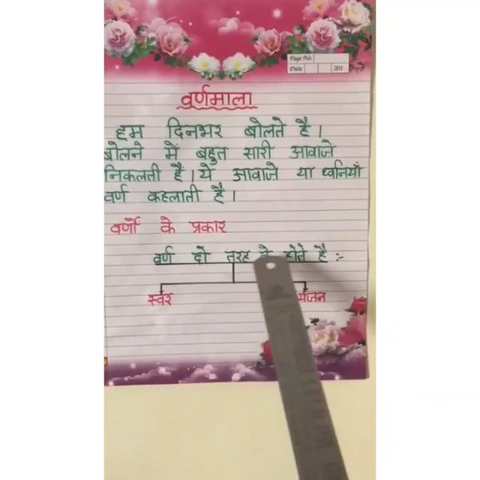 Page No.
Date 201
वर्णमाला
हम दिनभर बोलते है।
बोलने में बहुत सारी आवाजे
निकलती है। ये आवाजे या ध्वनियाँ
वर्ण कहलाती है।
वर्णों के प्रकार
वर्ण दो तरह होते है :-
स्वर